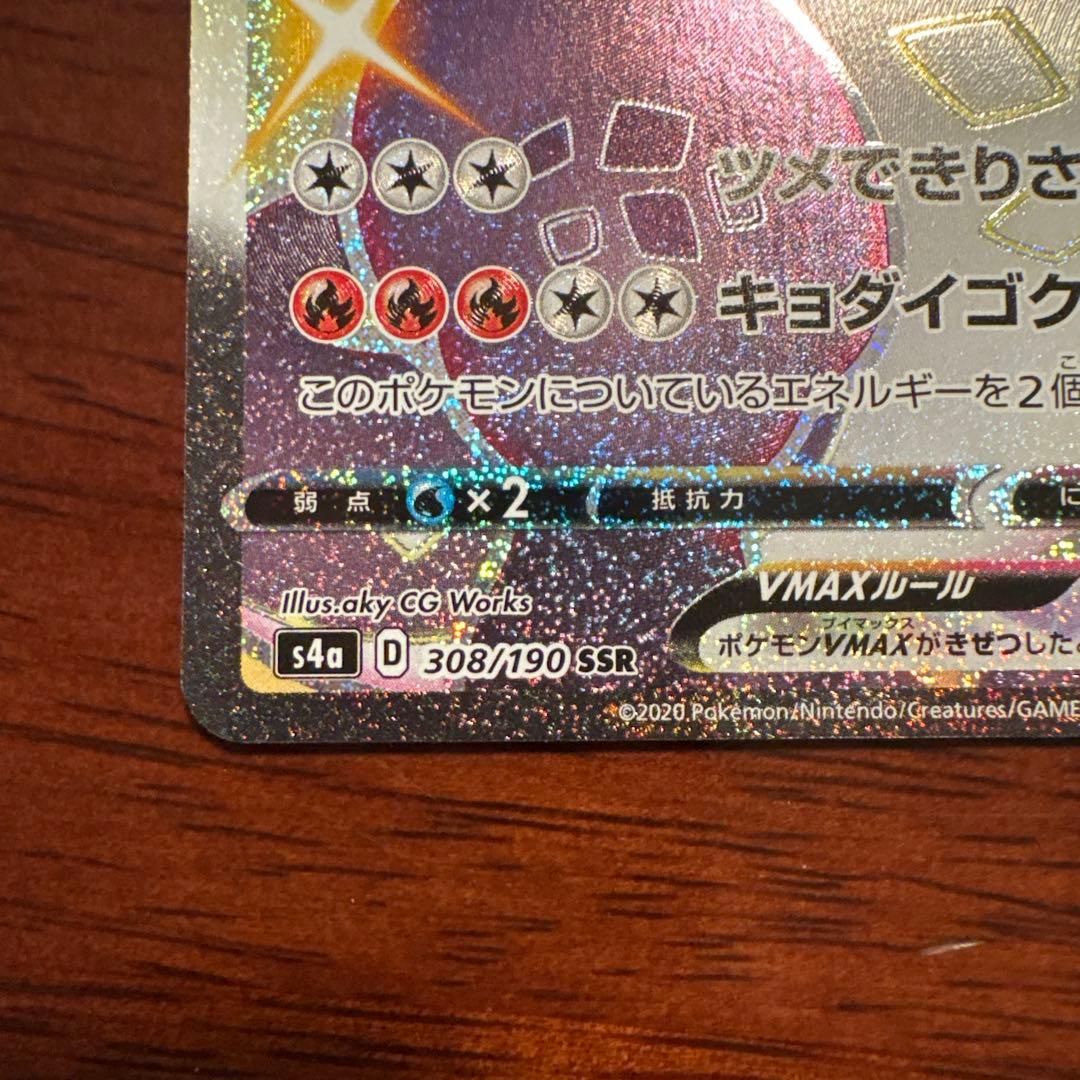 ツメできりさ
キョダイゴク
こ
このポケモンについているエネルギーを2個
弱点 ×2 抵抗力 に
Illus.aky CG Works
VMAXルール
ブイマックス
ポケモンVMAXがきぜつした
s4a D 308/190 SSR
©2020 Pokémon/Nintendo/Creatures/GAME